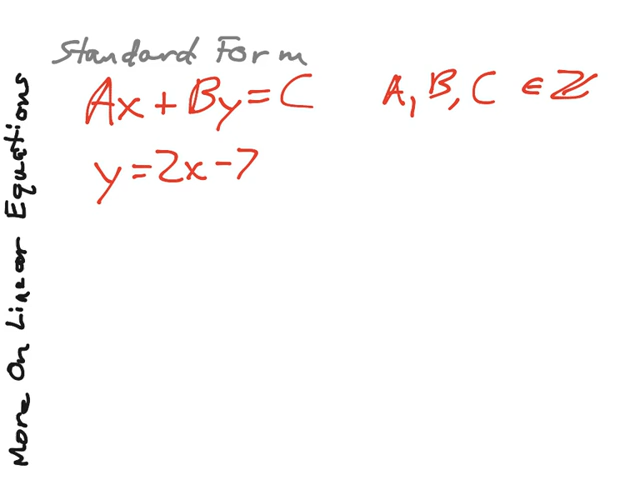 Standard Form
Ax + By = C
A, B, C ∈ ℤ
y = 2x - 7
More On Linear Equations